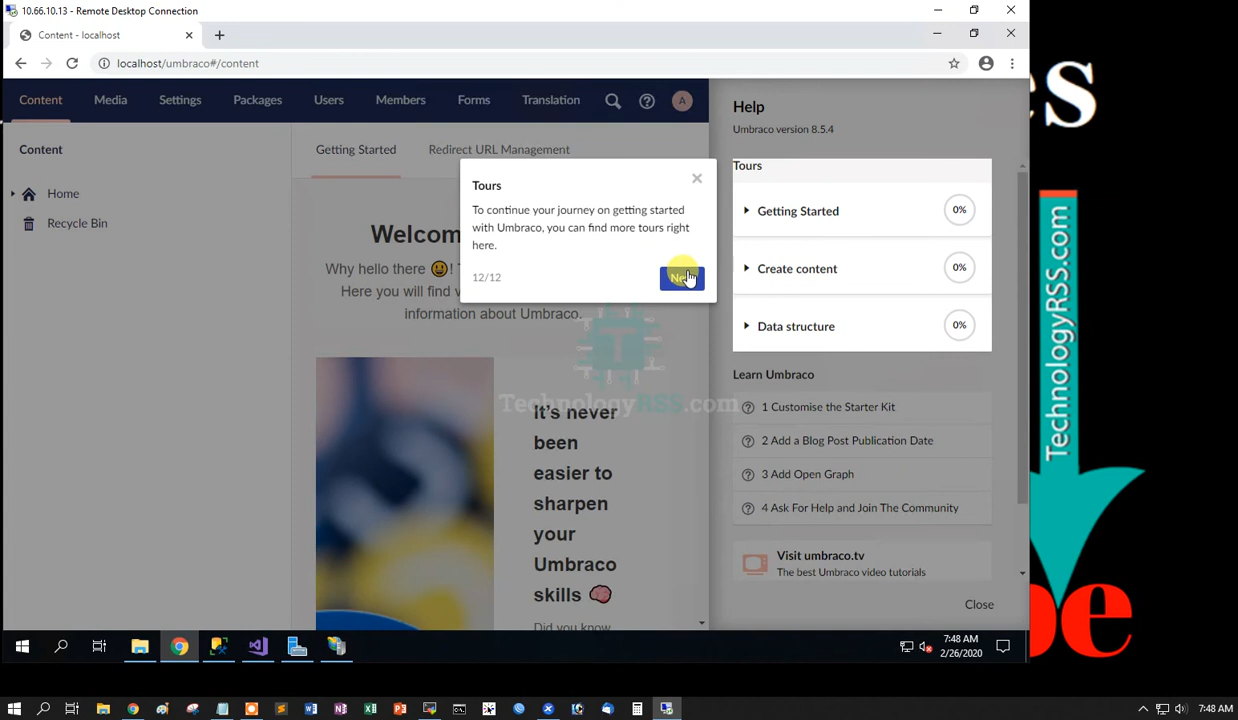 10.66.10.13 - Remote Desktop Connection
Content - localhost
localhost/umbraco#/content
Content Media Settings Packages Users Members Forms Translation A
Content
Home
Recycle Bin
Getting Started Redirect URL Management
Welcom
Why hello there
Here you will find v
information about Umbraco.
It's never
been
easier to
sharpen
your
Umbraco
skills
Did you know
Tours
To continue your journey on getting started
with Umbraco, you can find more tours right
here.
12/12
Help
Umbraco version 8.5.4
Tours
Getting Started 0%
Create content 0%
Data structure 0%
Learn Umbraco
1 Customise the Starter Kit
2 Add a Blog Post Publication Date
3 Add Open Graph
4 Ask For Help and Join The Community
Visit umbraco.tv
The best Umbraco video tutorials
Close
TechnologyRSS.com
TechnologyRSS.com
7:48 AM
2/26/2020
7:48 AM